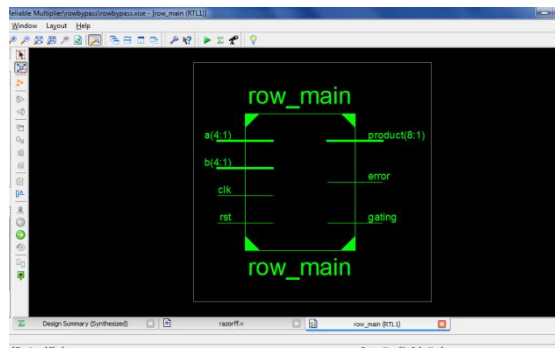 Reliable Multiplier\rowbypass\rowbypass.xise - [row_main (RTL1)]
Window Layout Help
row_main
a(4:1)
product(8:1)
b(4:1)
error
clk
rst
gating
row_main
Design Summary (Synthesized)
razorff.v
row_main (RTL1)